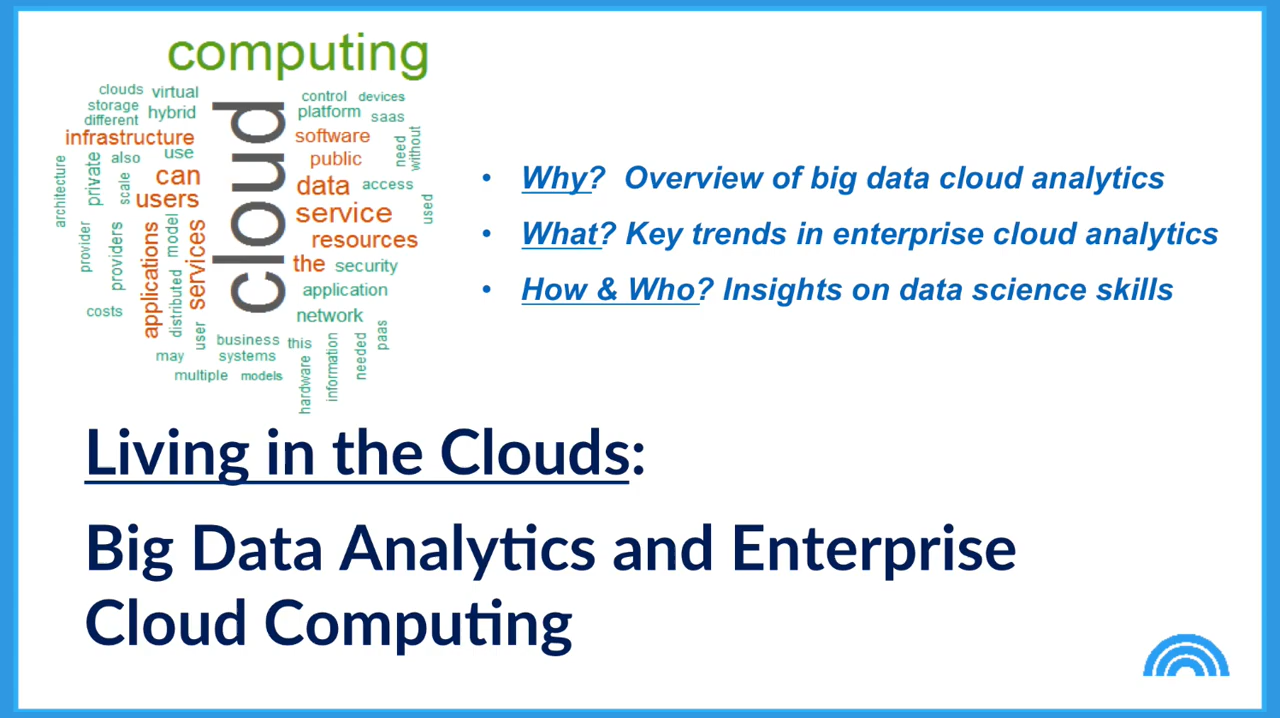 computing
cloud
clouds virtual
storage
different
hybrid
infrastructure
also
use
can
users
architecture
private
scale
provider
providers
applications
model
distributed
services
costs
user
control devices
platform saas
software
public
need
without
data access
service
used
resources
the security
application
network
business this
systems
may
multiple models
hardware
information
needed
paas
• Why? Overview of big data cloud analytics
• What? Key trends in enterprise cloud analytics
• How & Who? Insights on data science skills
Living in the Clouds:
Big Data Analytics and Enterprise
Cloud Computing